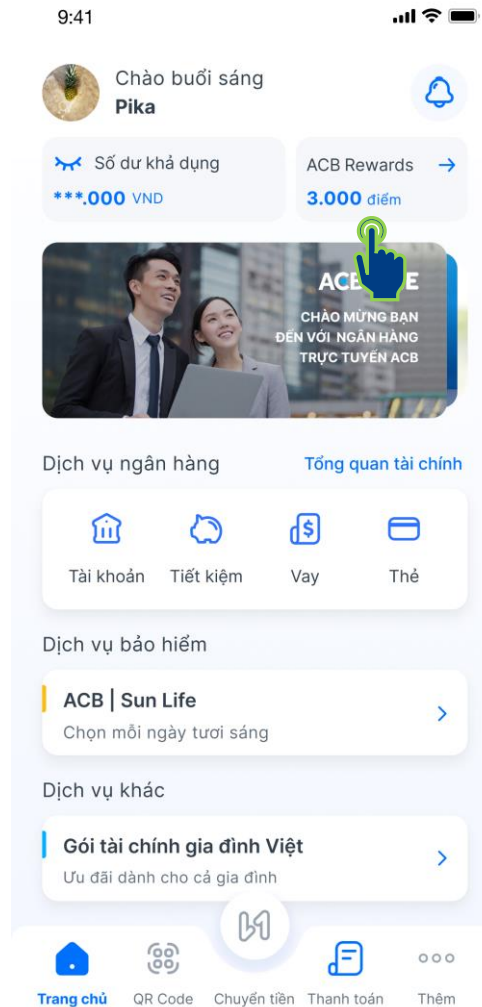 9:41
Chào buổi sáng
Pika
Số dư khả dụng
***.000 VND
ACB Rewards
3.000 điểm
CHÀO MỪNG BẠN
ĐẾN VỚI NGÂN HÀNG
TRỰC TUYẾN ACB
Dịch vụ ngân hàng
Tổng quan tài chính
Tài khoản
Tiết kiệm
Vay
Thẻ
Dịch vụ bảo hiểm
ACB | Sun Life
Chọn mỗi ngày tươi sáng
Dịch vụ khác
Gói tài chính gia đình Việt
Ưu đãi dành cho cả gia đình
Trang chủ
QR Code
Chuyển tiền
Thanh toán
Thêm